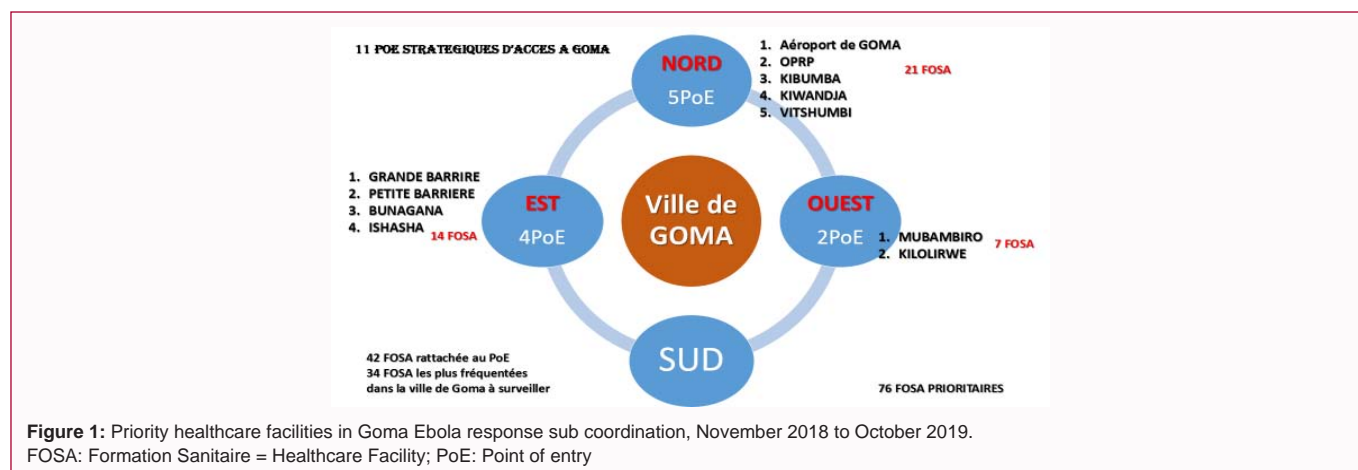 11 POE STRATEGIQUES D'ACCES A GOMA
NORD
5PoE
1. Aéroport de GOMA
2. OPRP
3. KIBUMBA
4. KIWANDJA
5. VITSHUMBI
21 FOSA
1. GRANDE BARRIRE
2. PETITE BARRIERE
3. BUNAGANA
4. ISHASHA
14 FOSA
EST
4PoE
Ville de
GOMA
OUEST
2PoE
1. MUBAMBIRO
2. KILOLIRWE
7 FOSA
SUD
42 FOSA rattachée au PoE
34 FOSA les plus fréquentées
dans la ville de Goma à surveiller
76 FOSA PRIORITAIRES
Figure 1: Priority healthcare facilities in Goma Ebola response sub coordination, November 2018 to October 2019.
FOSA: Formation Sanitaire = Healthcare Facility; PoE: Point of entry